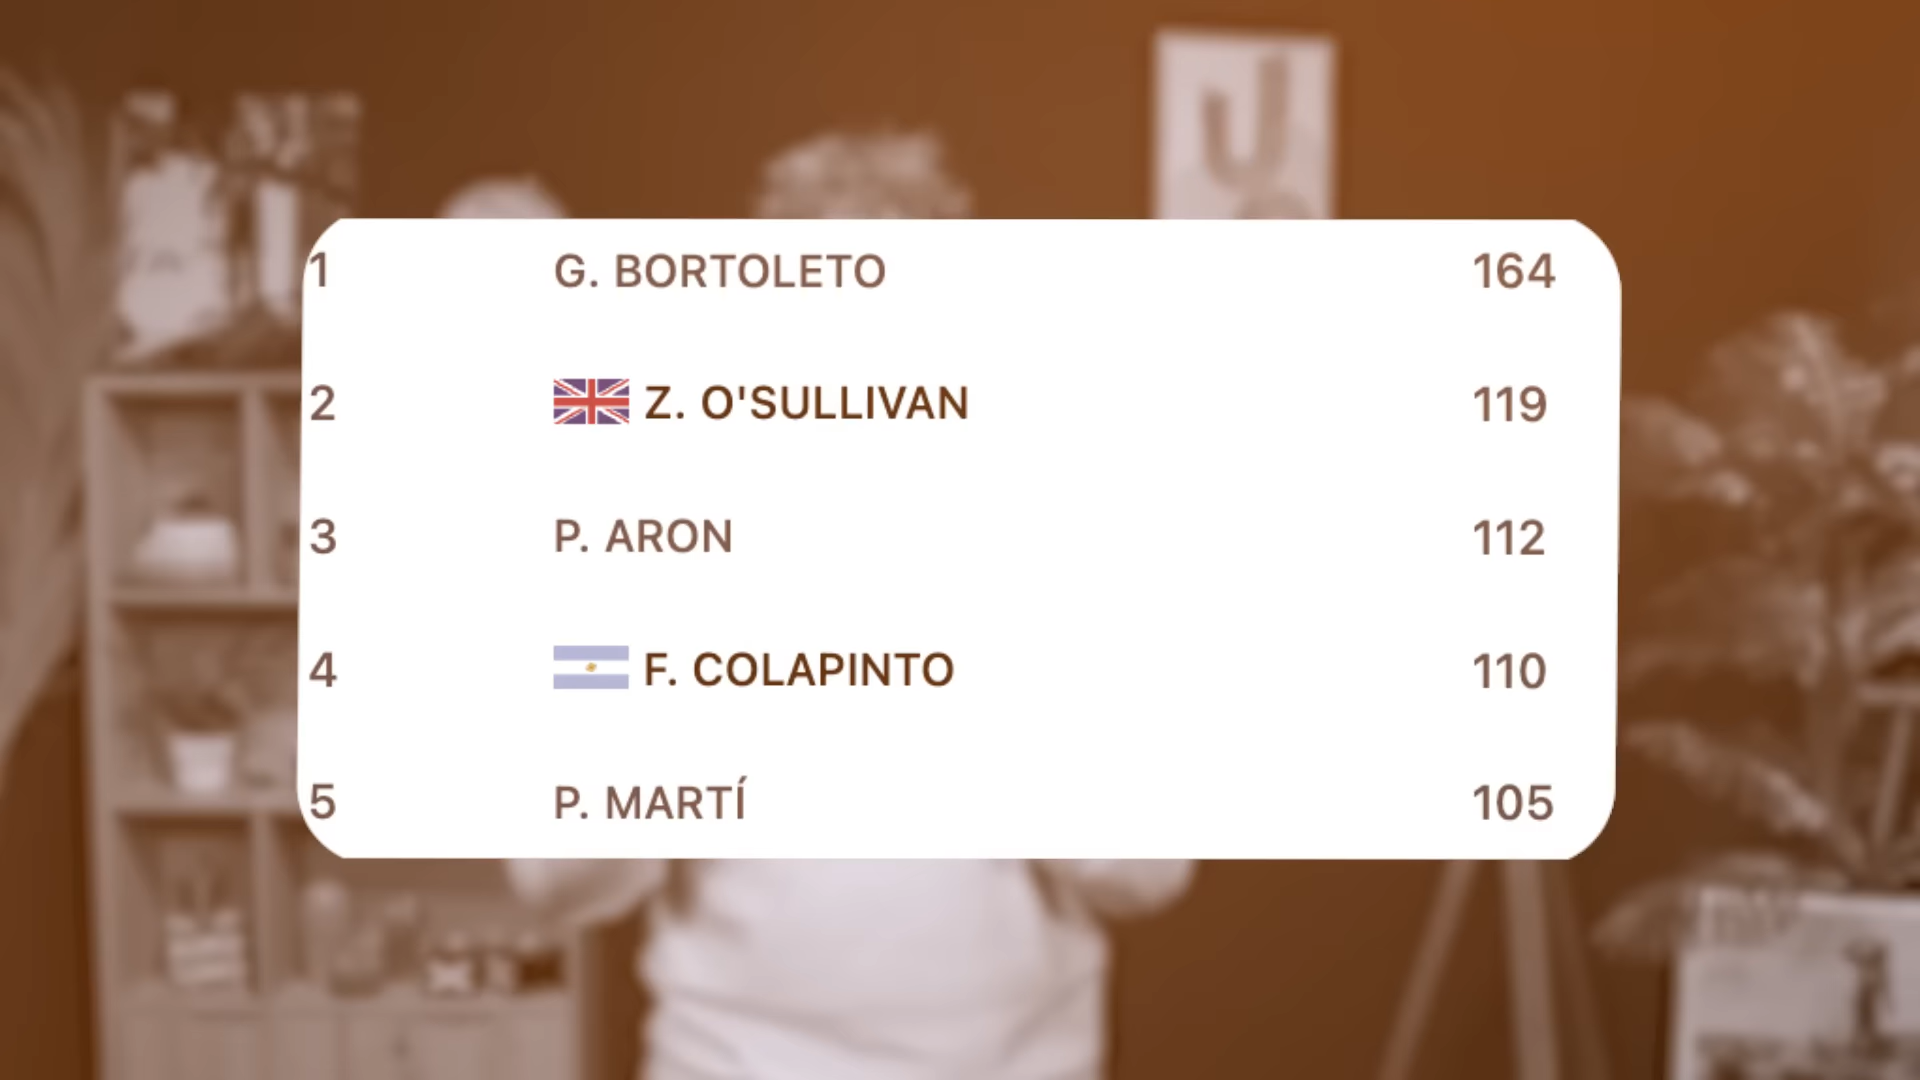 1 G. BORTOLETO 164
2 Z. O'SULLIVAN 119
3 P. ARON 112
4 F. COLAPINTO 110
5 P. MARTÍ 105